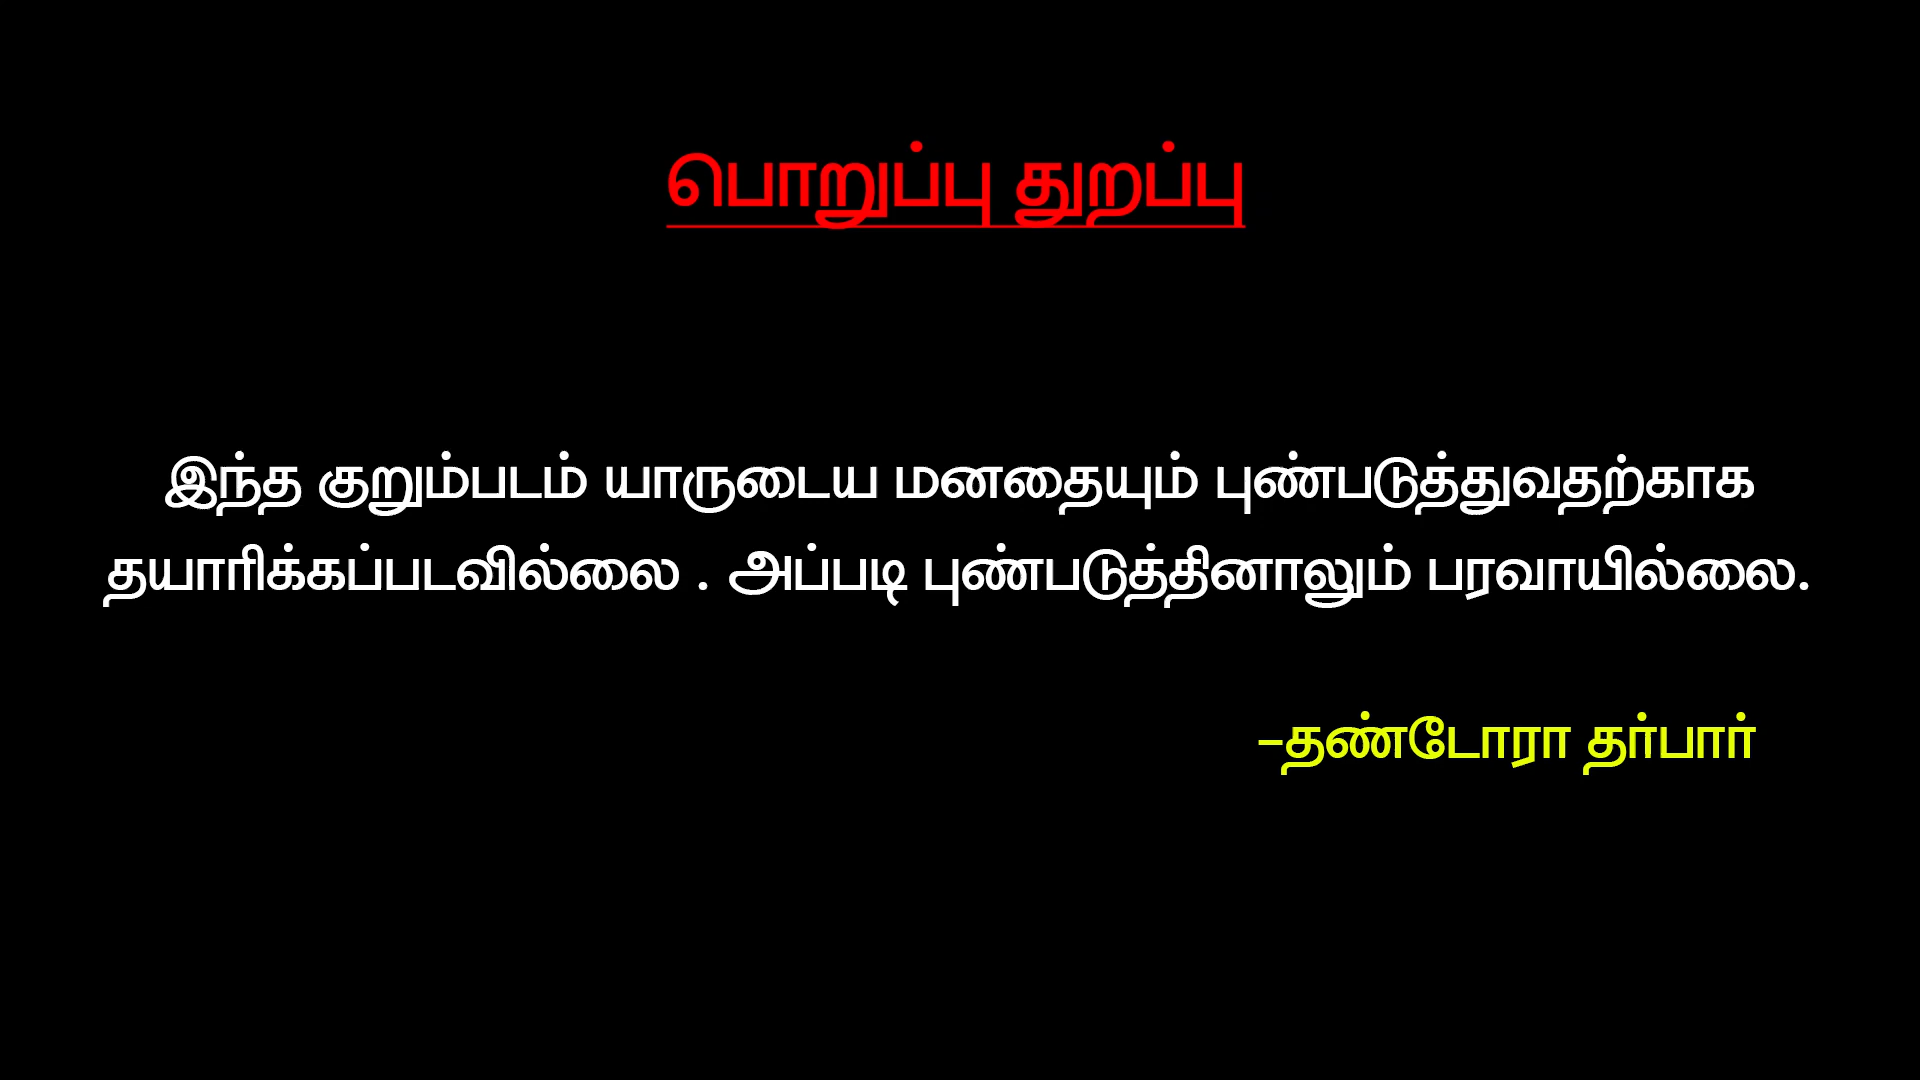 பொறுப்பு துறப்பு
இந்த குறும்படம் யாருடைய மனதையும் புண்படுத்துவதற்காக
தயாரிக்கப்படவில்லை . அப்படி புண்படுத்தினாலும் பரவாயில்லை.
-தண்டோரா தர்பார்